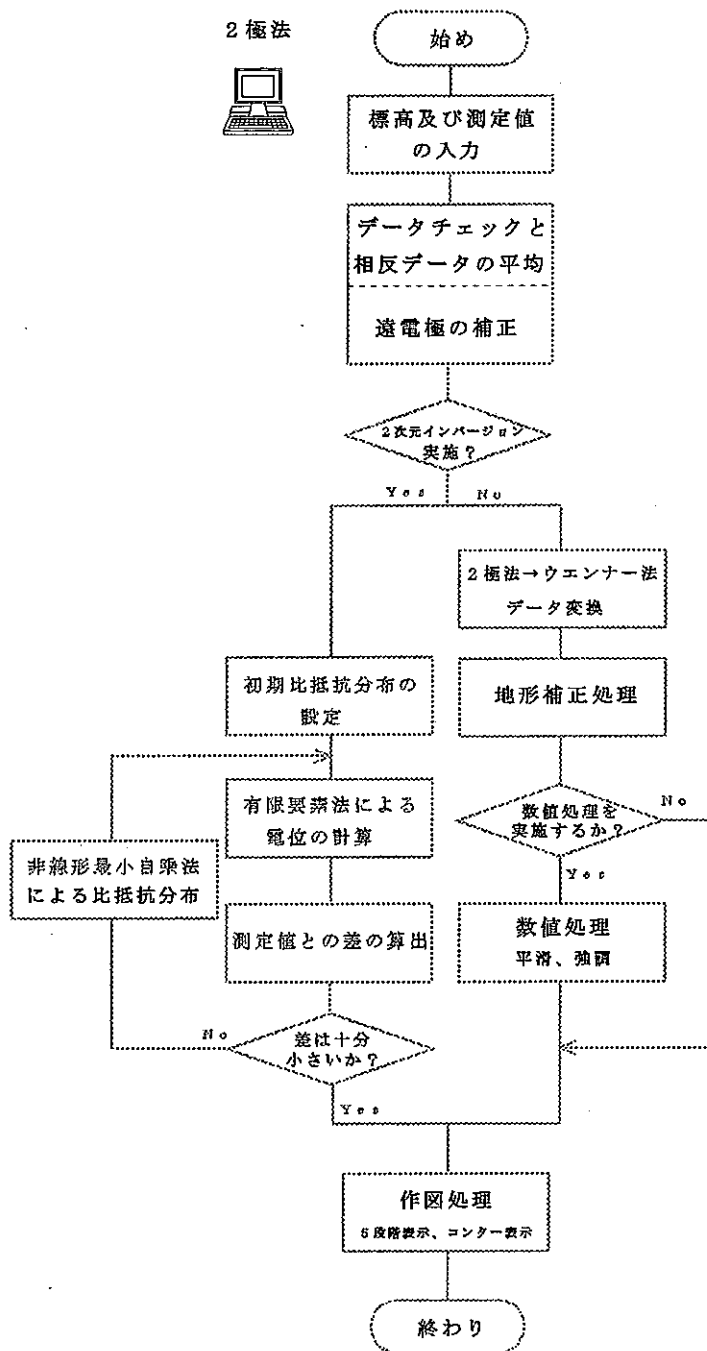 2極法
始め
標高及び測定値
の入力
データチェックと
相反データの平均
遠電極の補正
2次元インバージョン
実施？
Yes
No
2極法→ウエンナー法
データ変換
地形補正処理
数値処理を
実施するか？
No
Yes
数値処理
平滑、強調
初期比抵抗分布の
設定
有限要素法による
電位の計算
非線形最小自乗法
による比抵抗分布
測定値との差の算出
差は十分
小さいか？
No
Yes
作図処理
6段階表示、コンター表示
終わり